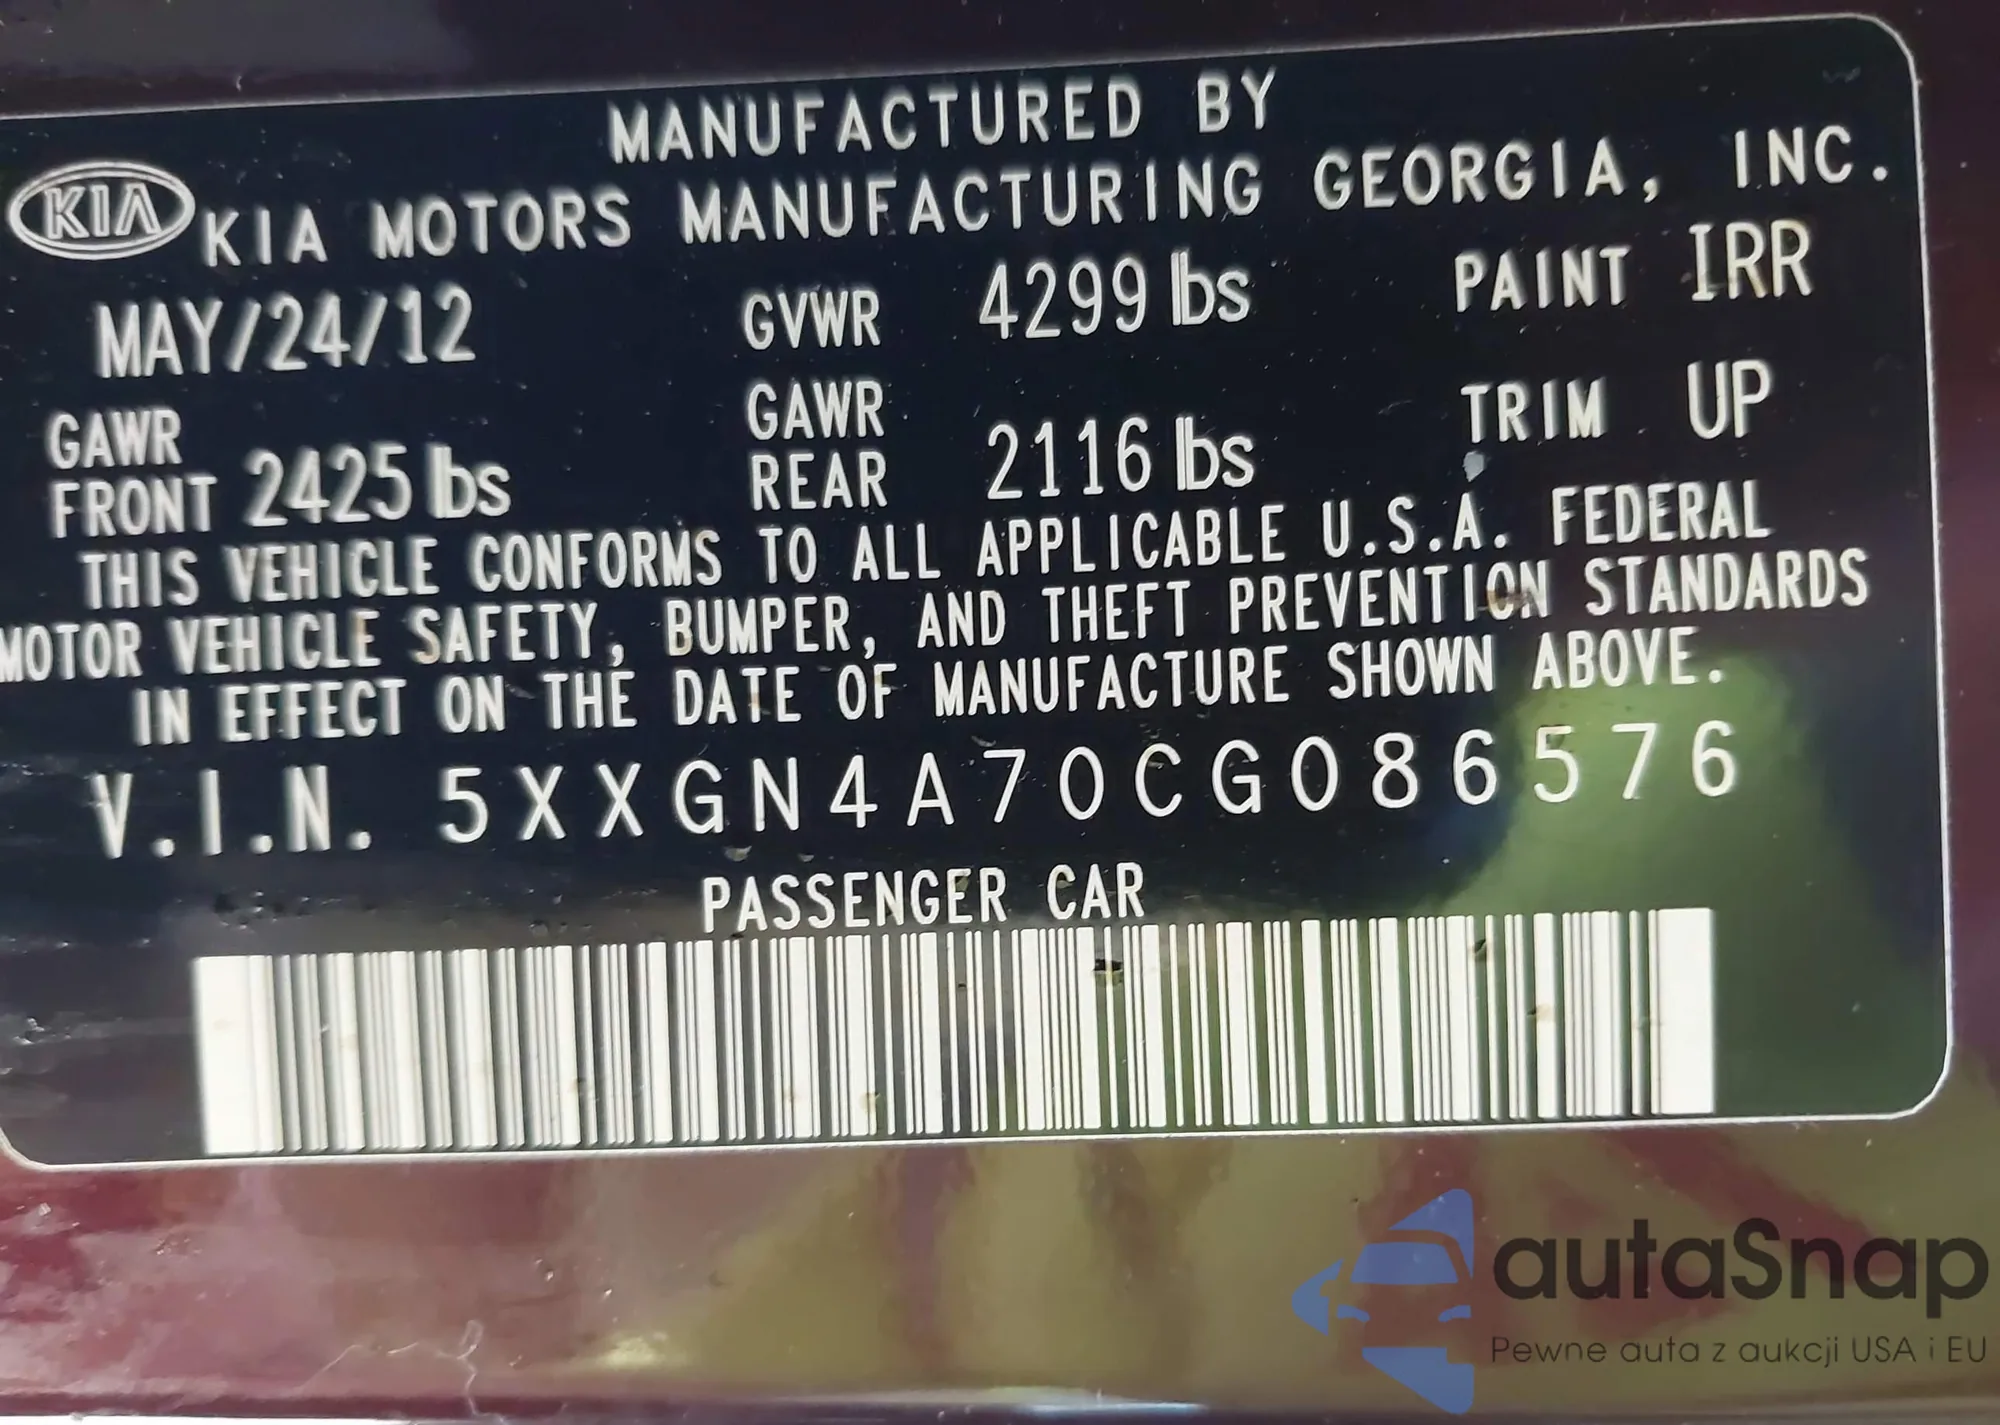 MANUFACTURED BY
KIA KIA MOTORS MANUFACTURING GEORGIA, INC.
MAY/24/12 GVWR 4299 lbs PAINT IRR
GAWR FRONT 2425 lbs GAWR REAR 2116 lbs TRIM UP
THIS VEHICLE CONFORMS TO ALL APPLICABLE U.S.A. FEDERAL
MOTOR VEHICLE SAFETY, BUMPER, AND THEFT PREVENTION STANDARDS
IN EFFECT ON THE DATE OF MANUFACTURE SHOWN ABOVE.
V.I.N. 5XXGN4A70CG086576
PASSENGER CAR
autaSnap
Pewne auta z aukcji USA i EU